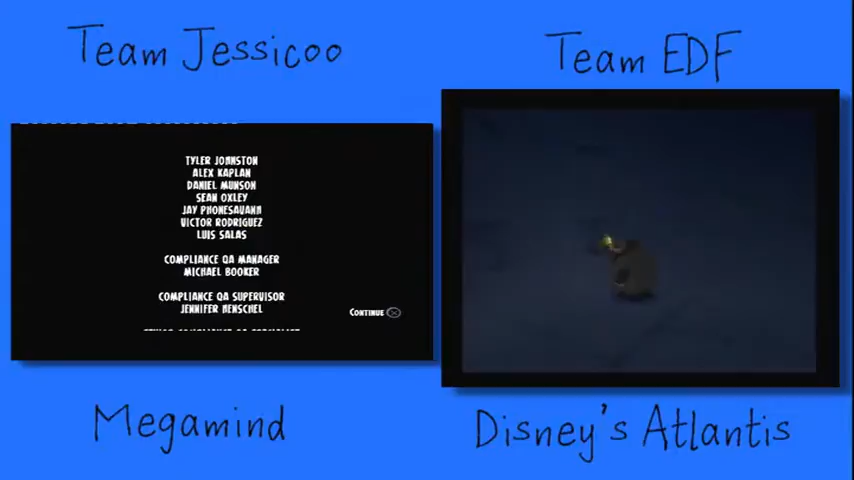 Team Jessicoo
Team EDF
TYLER JOHNSTON
ALEX KAPLAN
DANIEL MUNSON
SEAN OXLEY
JAY PHONESAVANH
VICTOR RODRIGUEZ
LUIS SALAS
COMPLIANCE QA MANAGER
MICHAEL BOOKER
COMPLIANCE QA SUPERVISOR
JENNIFER HENSCHEL
CONTINUE
Megamind
Disney's Atlantis